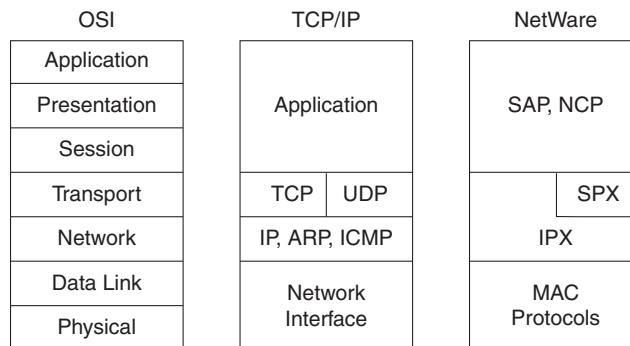 OSI
Application
Presentation
Session
Transport
Network
Data Link
Physical
TCP/IP
Application
TCP
UDP
IP, ARP, ICMP
Network
Interface
NetWare
SAP, NCP
SPX
IPX
MAC
Protocols